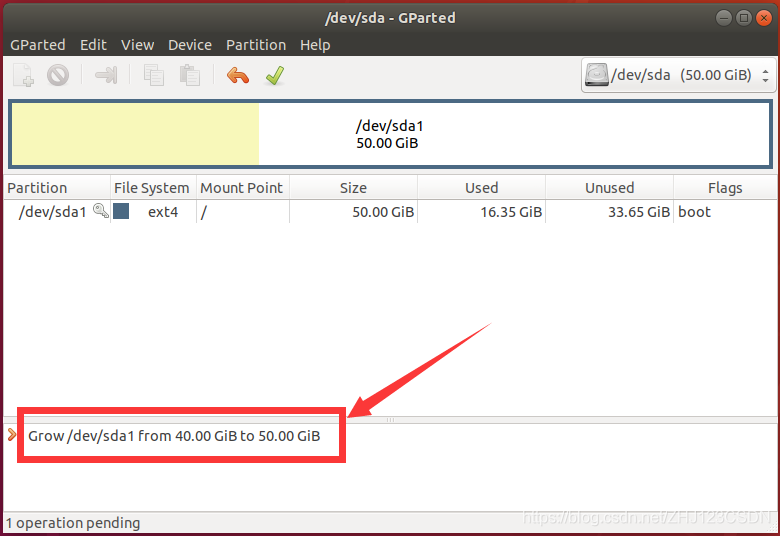 /dev/sda - GParted
GParted Edit View Device Partition Help
/dev/sda (50.00 GiB)
/dev/sda1
50.00 GiB
Partition File System Mount Point Size Used Unused Flags
/dev/sda1 ext4 / 50.00 GiB 16.35 GiB 33.65 GiB boot
Grow /dev/sda1 from 40.00 GiB to 50.00 GiB
1 operation pending
https://blog.csdn.net/ZHJ123CSDN